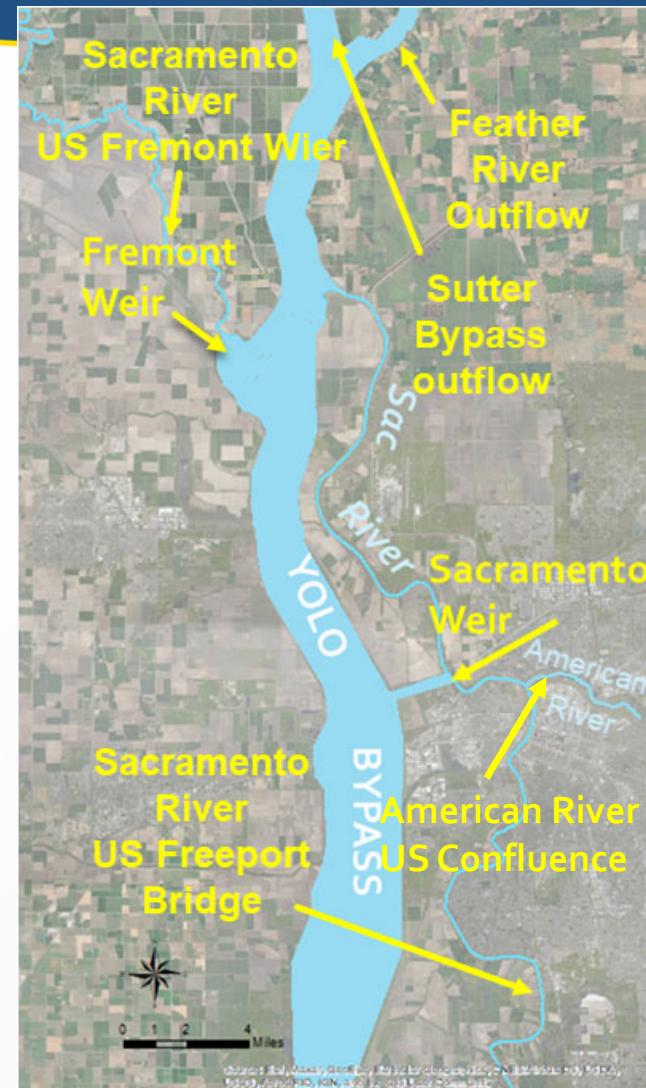 Sacramento
River
US Fremont Wier
Feather
River
Outflow
Fremont
Weir
Sutter
Bypass
outflow
Sac
River
Sacramento
Weir
YOLO
American
River
Sacramento
River
US Freeport
Bridge
BYPASS
American River
US Confluence
0 2 4
Miles